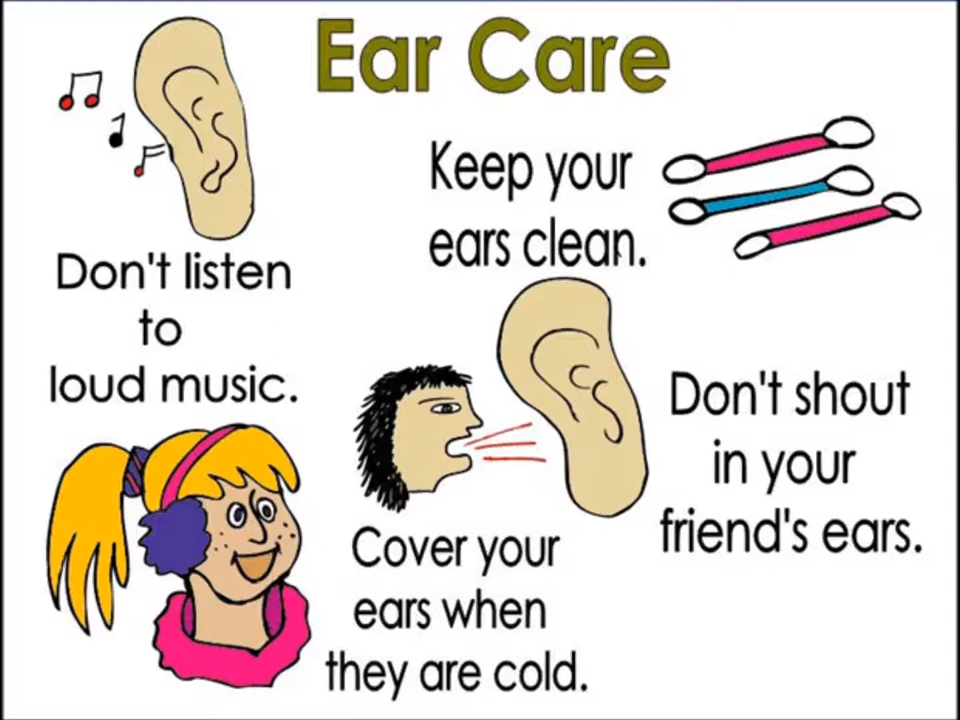 Ear Care
Don't listen
to
loud music.
Keep your
ears clean.
Don't shout
in your
friend's ears.
Cover your
ears when
they are cold.